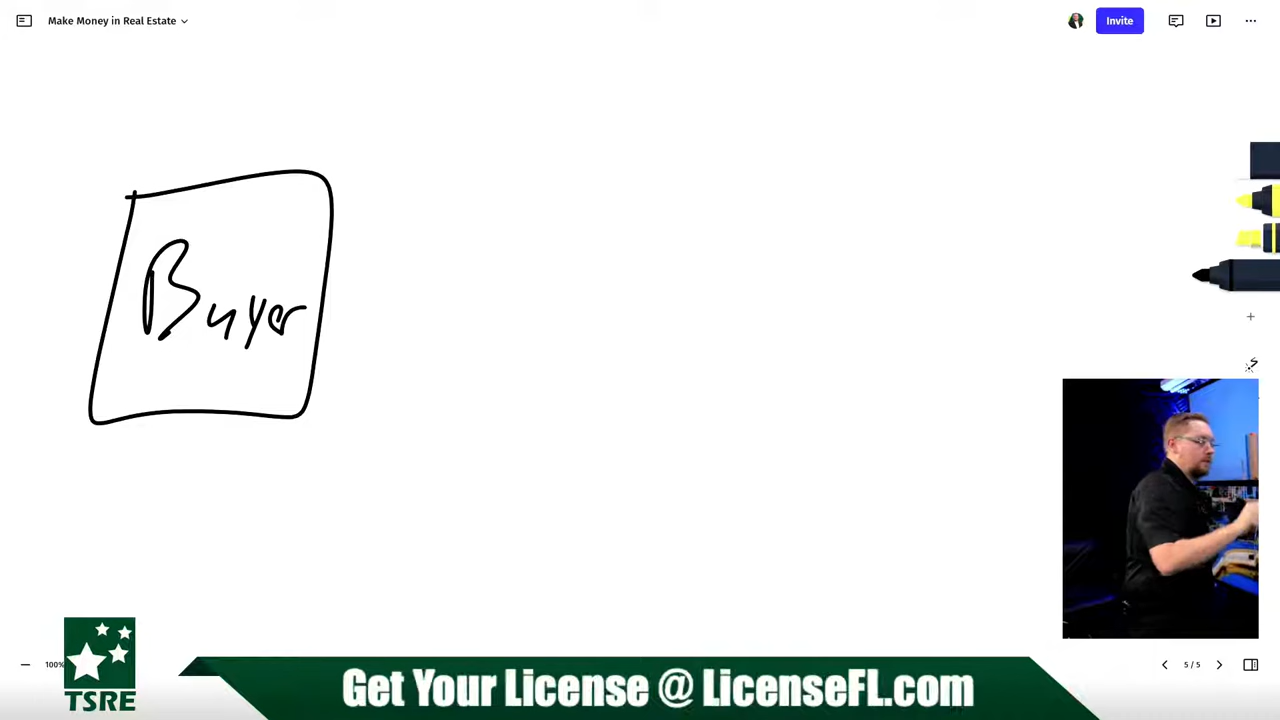 Make Money in Real Estate
Invite
Buyer
100%
5 / 5
TSRE
Get Your License @ LicenseFL.com